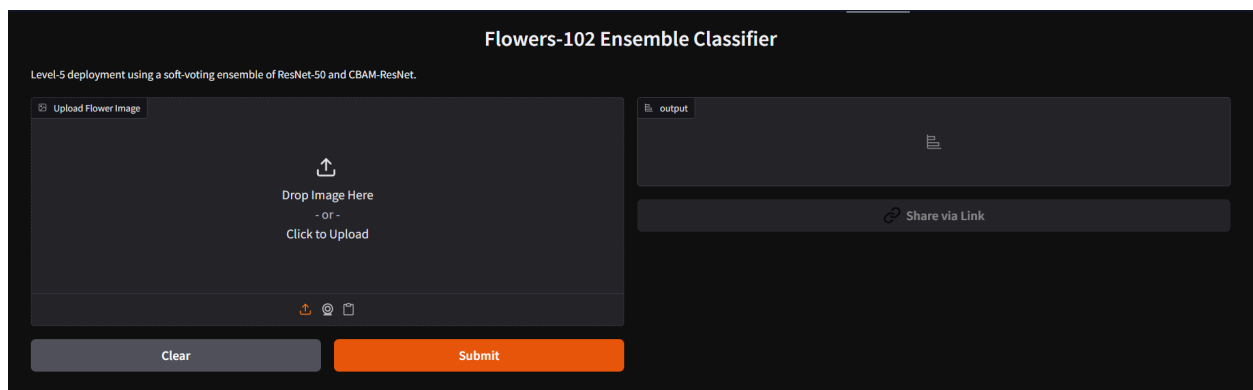 Flowers-102 Ensemble Classifier
Level-5 deployment using a soft-voting ensemble of ResNet-50 and CBAM-ResNet.
Upload Flower Image
Drop Image Here
- or -
Click to Upload
Clear
Submit
output
Share via Link